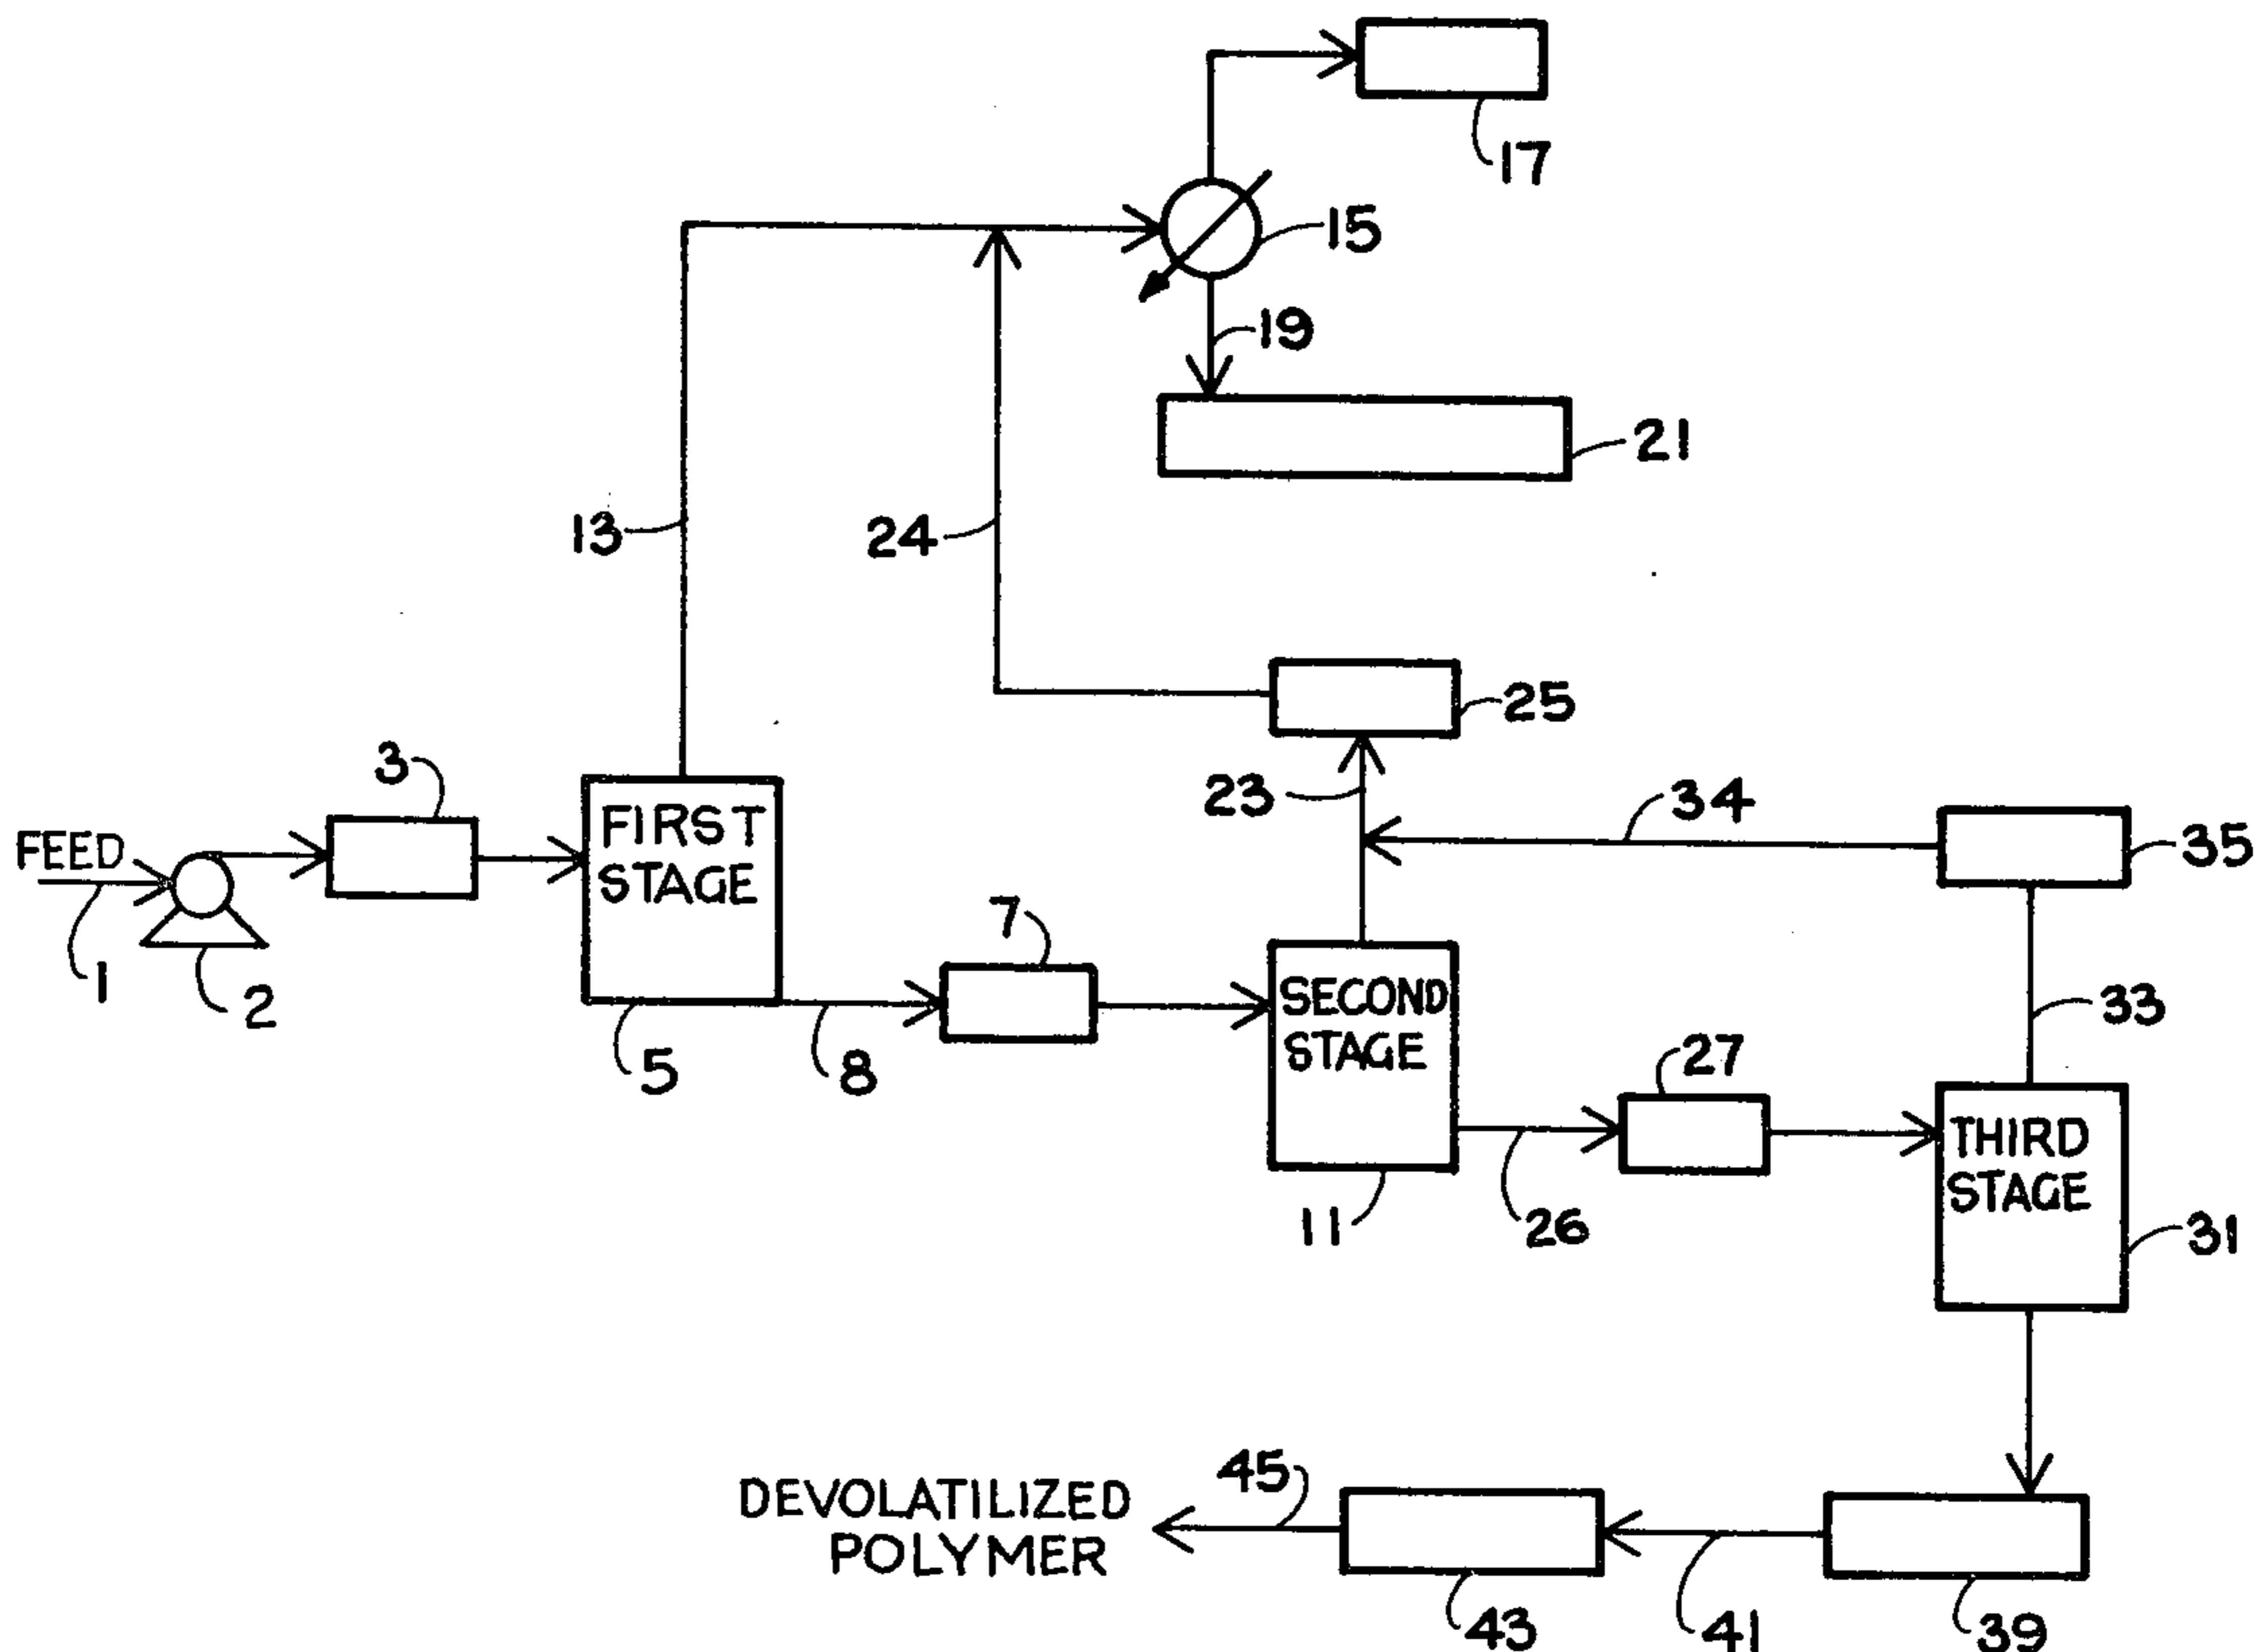 17
15
19
21
13
24
25
3
23
34
35
FEED
FIRST
STAGE
7
1
2
SECOND
STAGE
33
5
8
27
THIRD
STAGE
11
26
31
45
DEVOLATILIZED
POLYMER
43
41
39